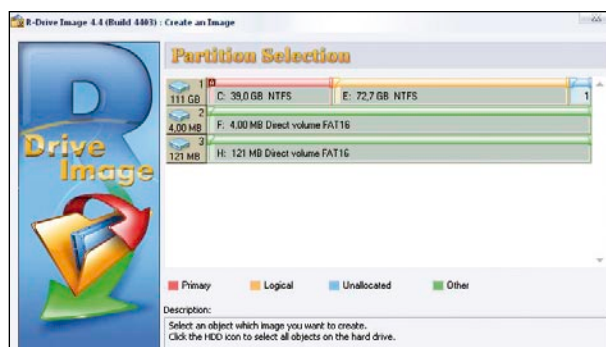 R-Drive Image 4.4 (Build 4403) : Create an Image
Partition Selection
1
111 GB
C: 39,0 GB NTFS
E: 72,7 GB NTFS
1
2
4,00 MB
F: 4,00 MB Direct volume FAT16
3
121 MB
H: 121 MB Direct volume FAT16
R
Drive
Image
Primary
Logical
Unallocated
Other
Description:
Select an object which image you want to create.
Click the HDD icon to select all objects on the hard drive.